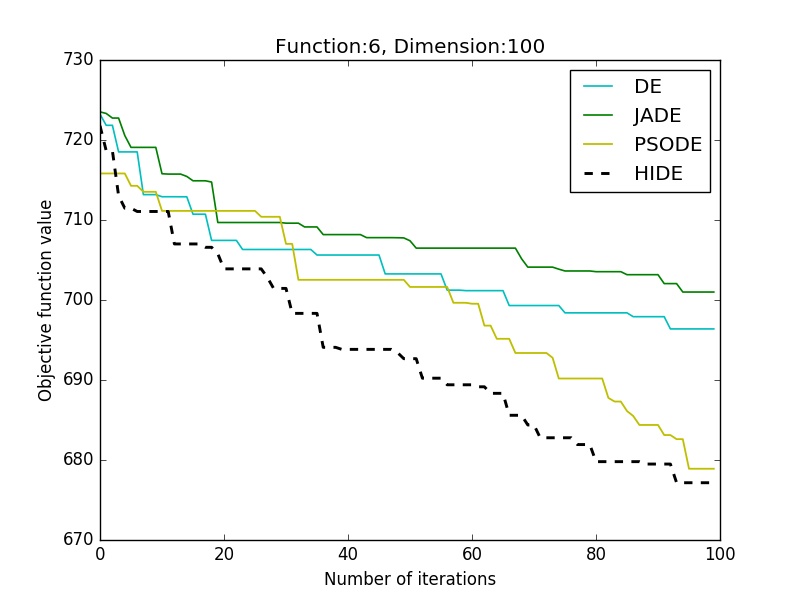 Function:6, Dimension:100
730
720
710
700
690
680
670
Objective function value
0
20
40
60
80
100
Number of iterations
DE
JADE
PSODE
HIDE